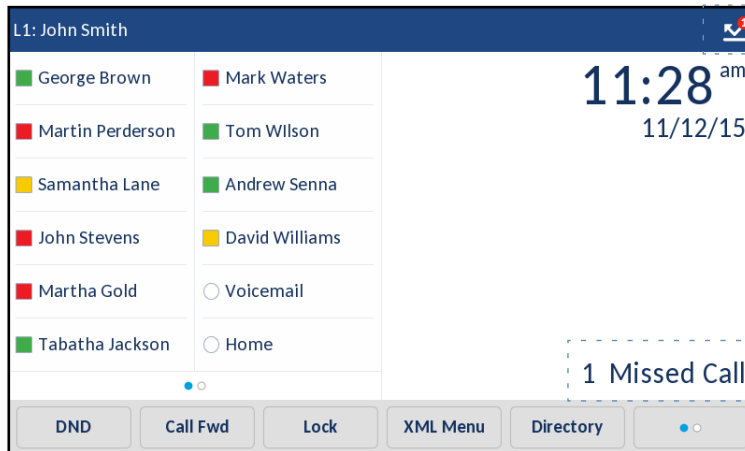 L1: John Smith
1
George Brown
Mark Waters
Martin Perderson
Tom WIlson
Samantha Lane
Andrew Senna
John Stevens
David Williams
Martha Gold
Voicemail
Tabatha Jackson
Home
11:28 am
11/12/15
1 Missed Call
DND
Call Fwd
Lock
XML Menu
Directory